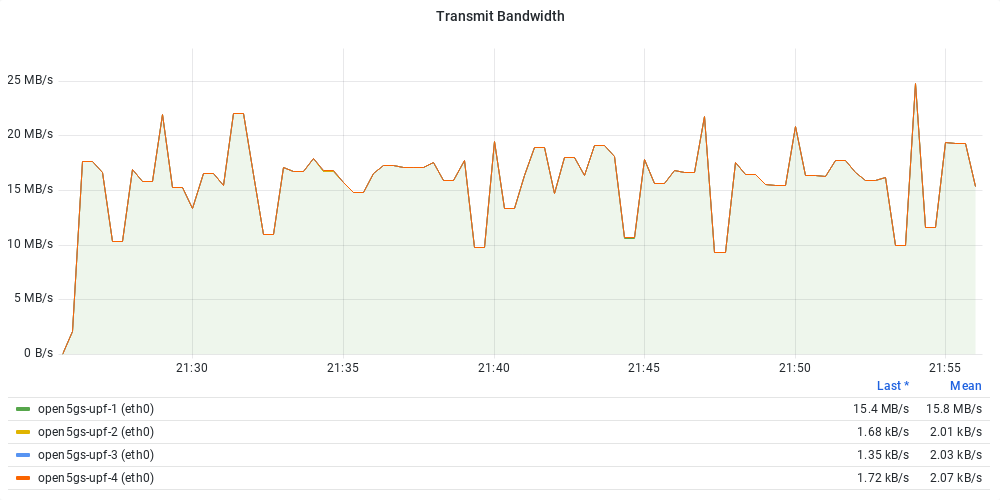 Transmit Bandwidth
25 MB/s
20 MB/s
15 MB/s
10 MB/s
5 MB/s
0 B/s
21:30 21:35 21:40 21:45 21:50 21:55
Last * Mean
open5gs-upf-1 (eth0) 15.4 MB/s 15.8 MB/s
open5gs-upf-2 (eth0) 1.68 kB/s 2.01 kB/s
open5gs-upf-3 (eth0) 1.35 kB/s 2.03 kB/s
open5gs-upf-4 (eth0) 1.72 kB/s 2.07 kB/s